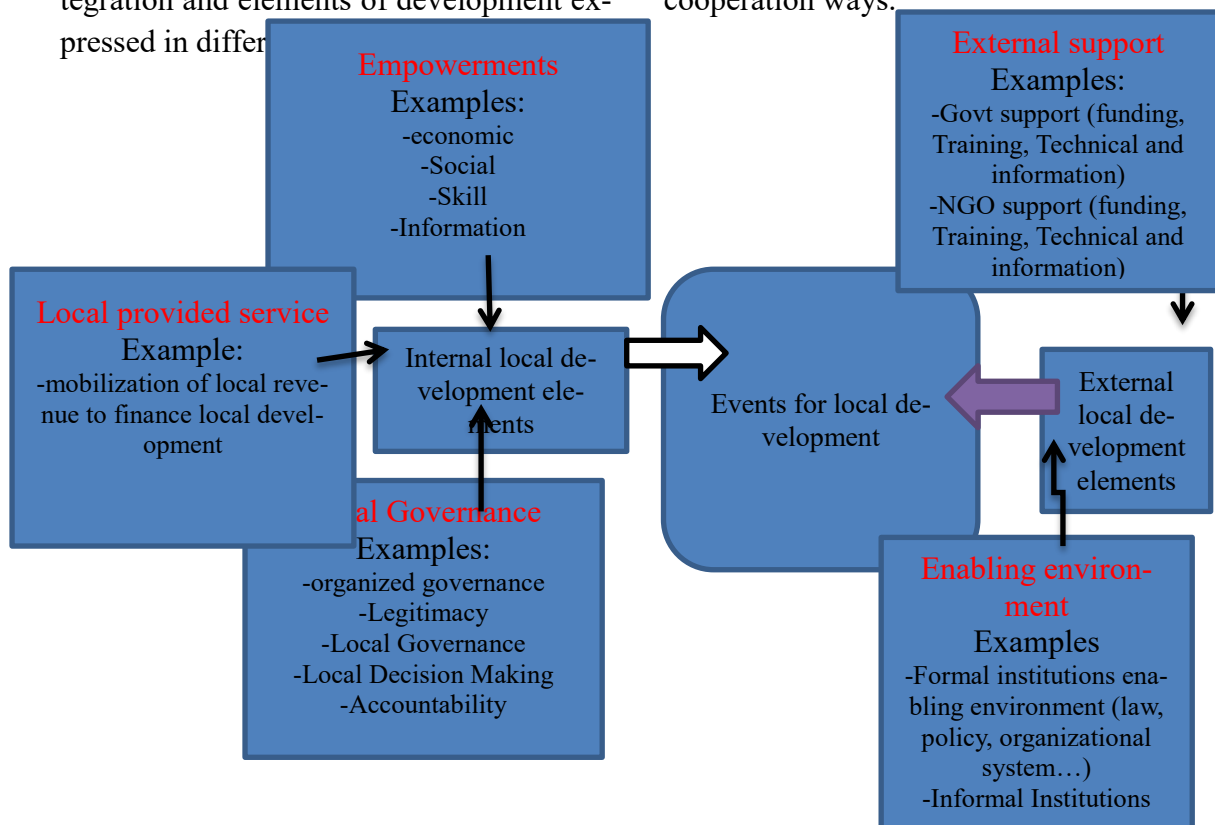 tegration and elements of development ex-
pressed in differ
cooperation ways.
Empowerments
Examples:
-economic
-Social
-Skill
-Information
External support
Examples:
-Govt support (funding,
Training, Technical and
information)
-NGO support (funding,
Training, Technical and
information)
Local provided service
Example:
-mobilization of local reve-
nue to finance local devel-
opment
Internal local de-
velopment ele-
ments
Events for local de-
velopment
External
local de-
velopment
elements
al Governance
Examples:
-organized governance
-Legitimacy
-Local Governance
-Local Decision Making
-Accountability
Enabling environ-
ment
Examples
-Formal institutions ena-
bling environment (law,
policy, organizational
system…)
-Informal Institutions